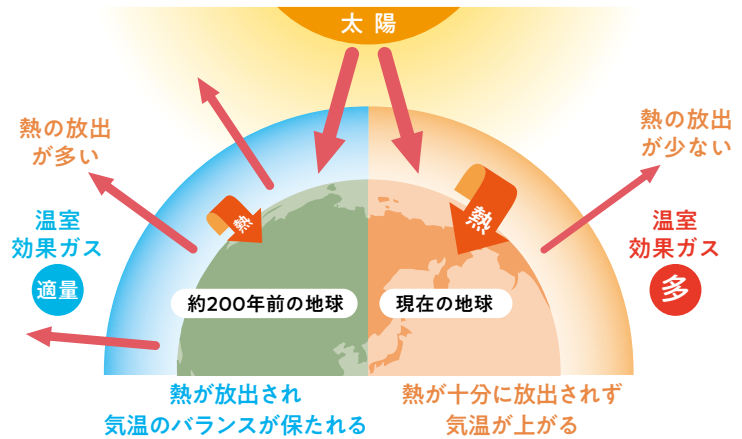 太陽
熱の放出
が多い
熱の放出
が少ない
温室
効果ガス
適量
熱
熱
温室
効果ガス
多
約200年前の地球
現在の地球
熱が放出され
気温のバランスが保たれる
熱が十分に放出されず
気温が上がる